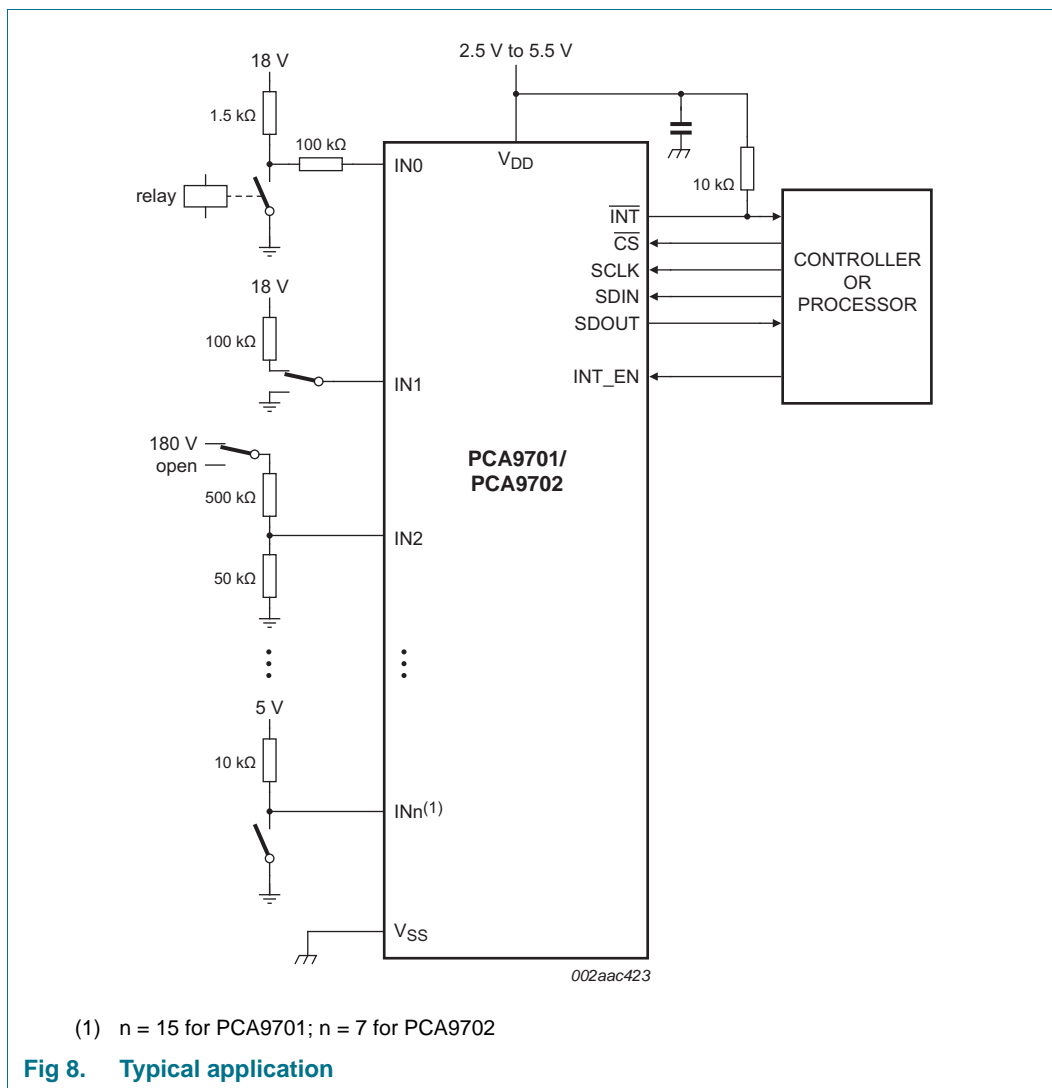 2.5 V to 5.5 V
18 V
1.5 kΩ
100 kΩ
relay
IN0
VDD
10 kΩ
INT
CS
SCLK
SDIN
SDOUT
INT_EN
CONTROLLER
OR
PROCESSOR
18 V
100 kΩ
IN1
180 V
open
500 kΩ
50 kΩ
IN2
PCA9701/
PCA9702
5 V
10 kΩ
INn(1)
VSS
002aac423
(1) n = 15 for PCA9701; n = 7 for PCA9702
Fig 8. Typical application